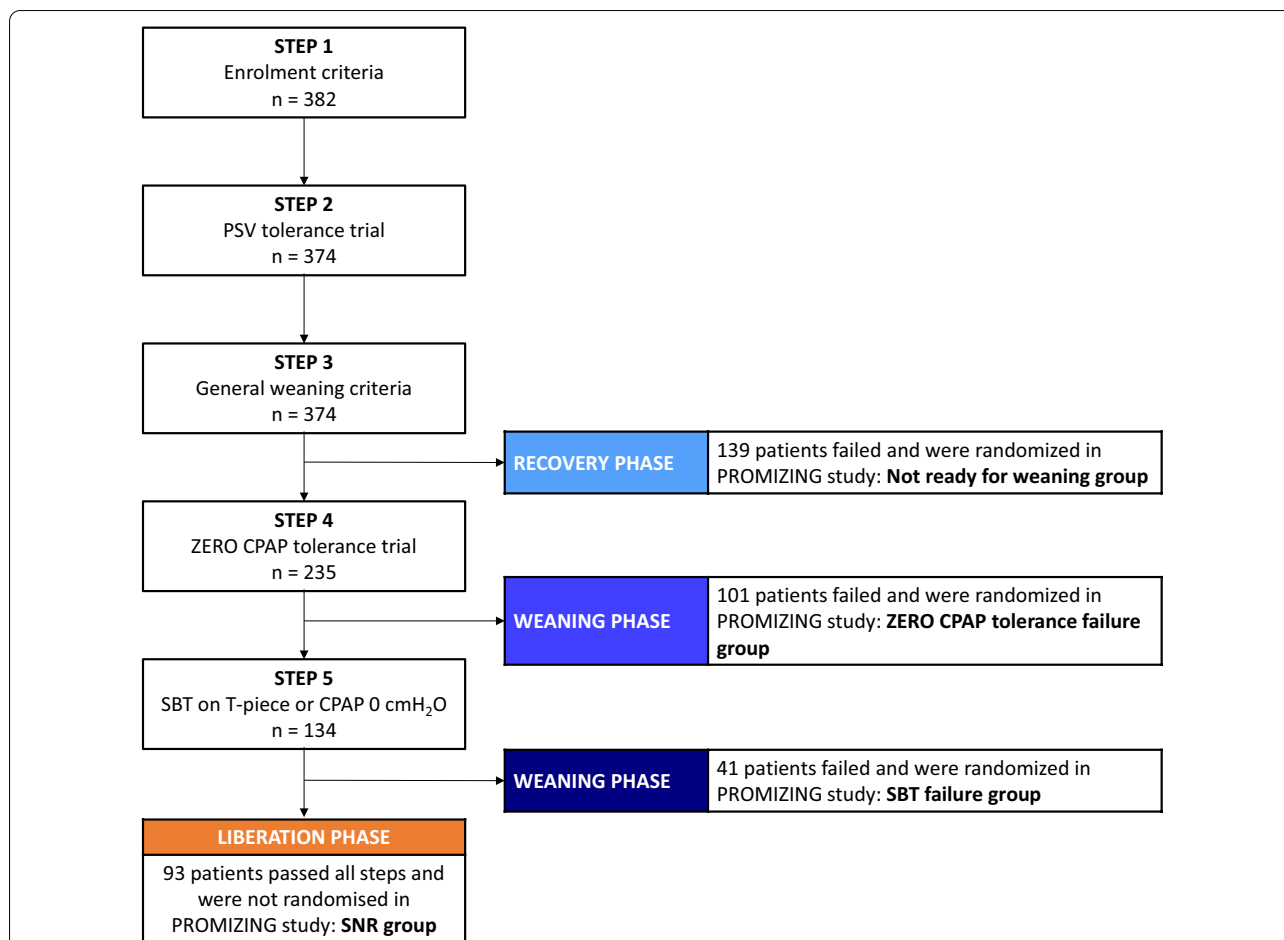 STEP 1
Enrolment criteria
n = 382
STEP 2
PSV tolerance trial
n = 374
STEP 3
General weaning criteria
n = 374
RECOVERY PHASE
139 patients failed and were randomized in
PROMIZING study: Not ready for weaning group
STEP 4
ZERO CPAP tolerance trial
n = 235
WEANING PHASE
101 patients failed and were randomized in
PROMIZING study: ZERO CPAP tolerance failure
group
STEP 5
SBT on T-piece or CPAP 0 cmH₂O
n = 134
WEANING PHASE
41 patients failed and were randomized in
PROMIZING study: SBT failure group
LIBERATION PHASE
93 patients passed all steps and
were not randomised in
PROMIZING study: SNR group